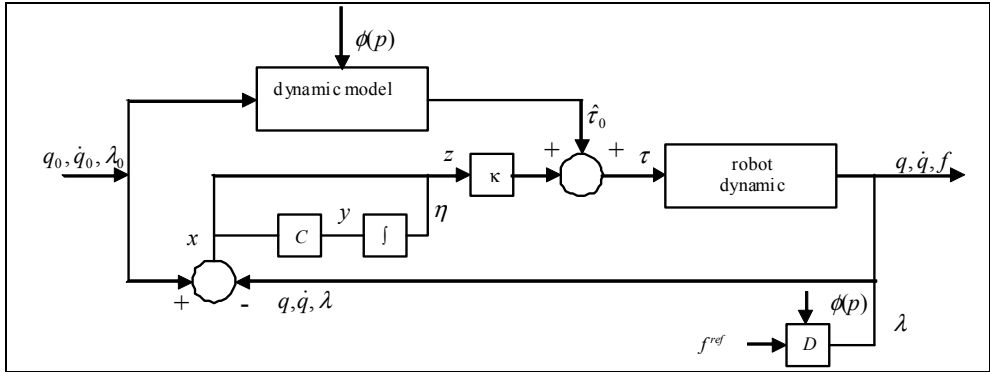 ϕ(p)
dynamic model
τ̂₀
q₀, q̇₀, λ₀
z
+ +
τ
robot
dynamic
q, q̇, f
κ
η
x
C
y
∫
+
-
q, q̇, λ
ϕ(p)
λ
f^ref
D